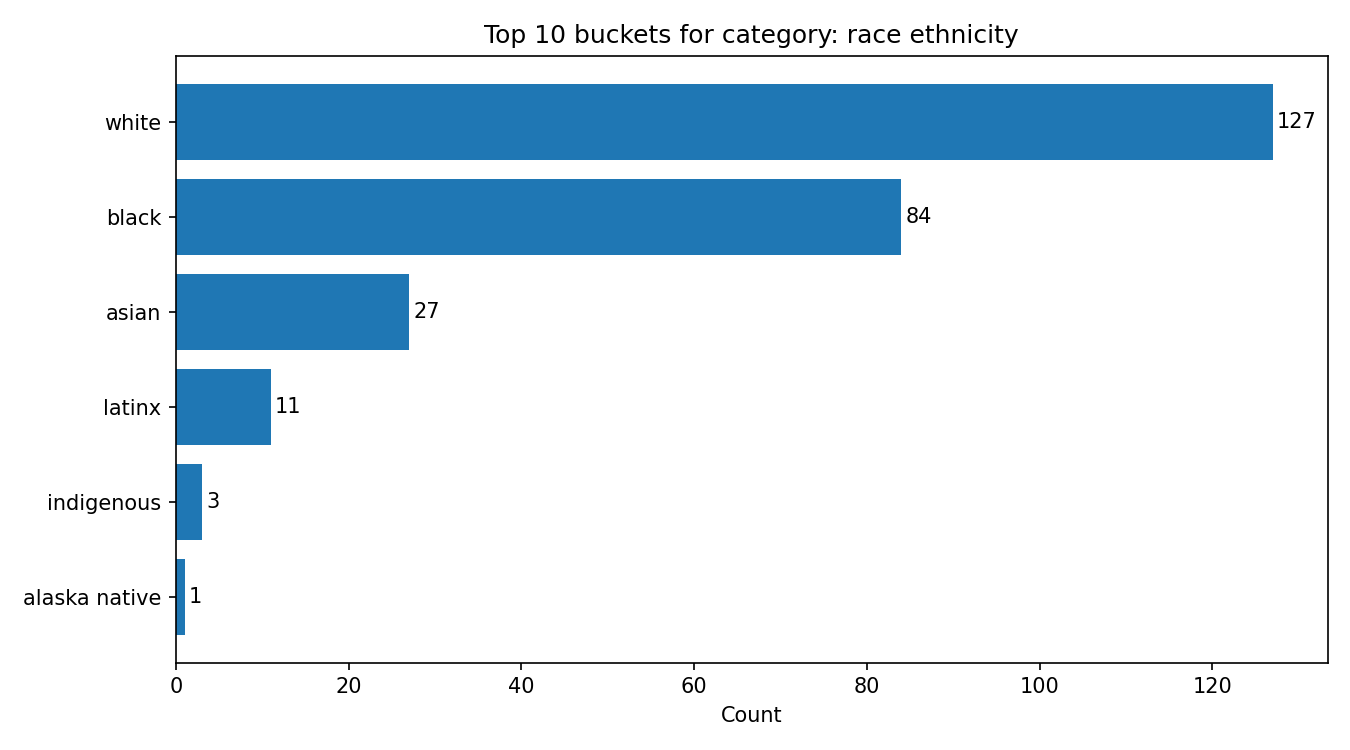 Top 10 buckets for category: race ethnicity
white
127
black
84
asian
27
latinx
11
indigenous
3
alaska native
1
0 20 40 60 80 100 120
Count